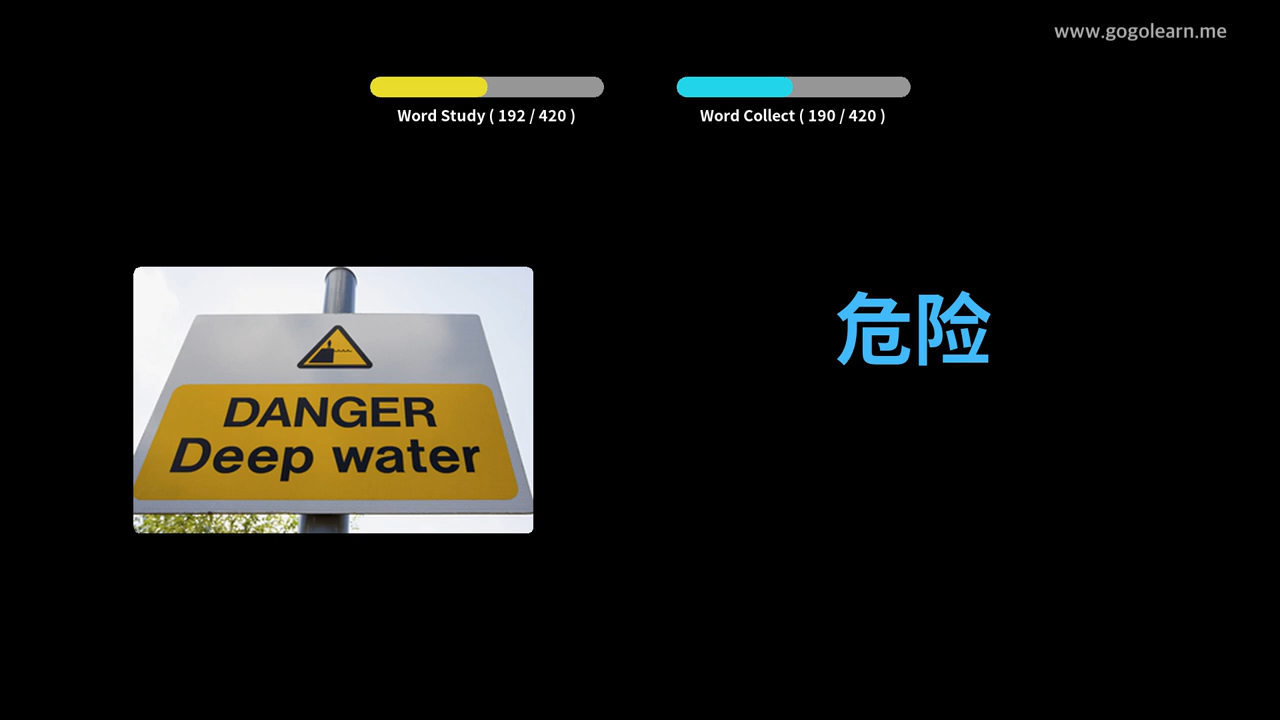 www.gogolearn.me
Word Study ( 192 / 420 )
Word Collect ( 190 / 420 )
DANGER
Deep water
危险